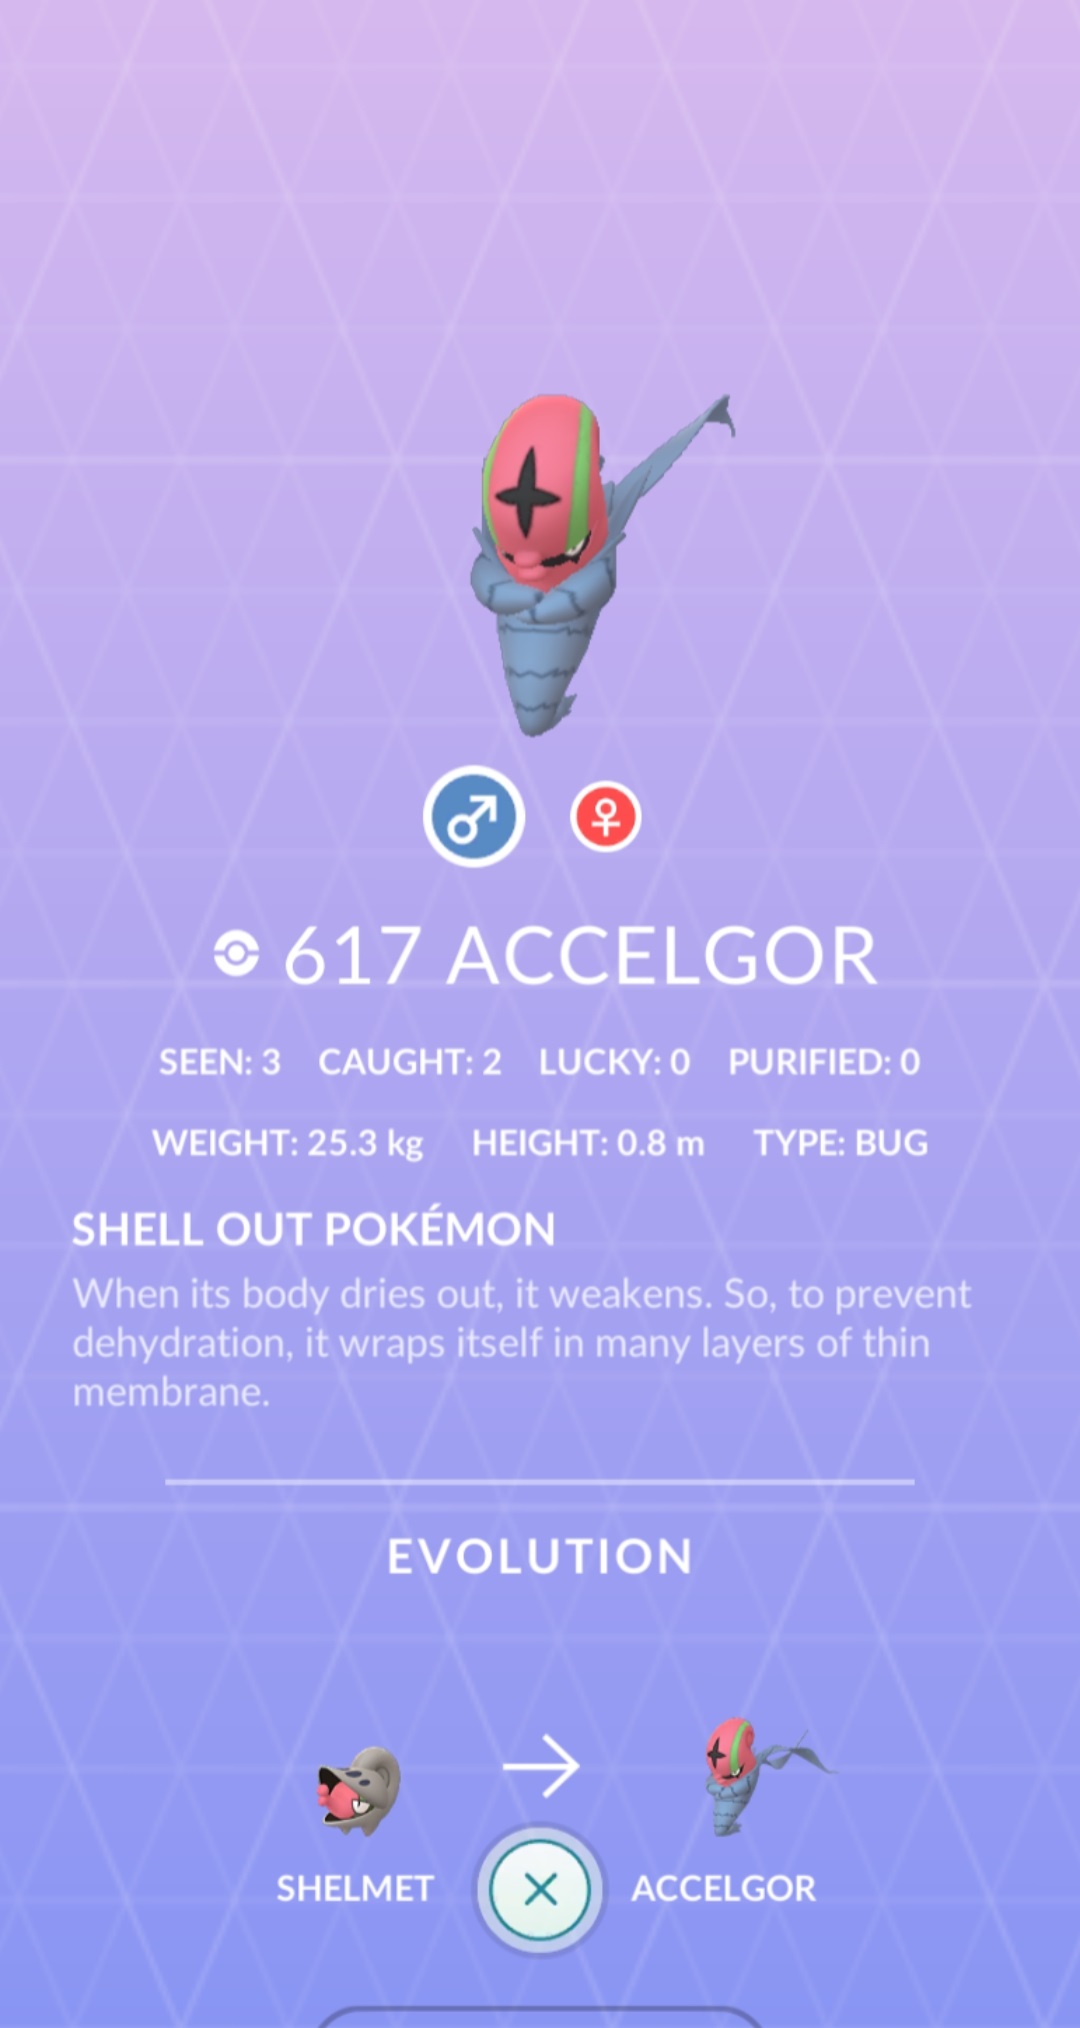 617 ACCELGOR
SEEN: 3 CAUGHT: 2 LUCKY: 0 PURIFIED: 0
WEIGHT: 25.3 kg HEIGHT: 0.8 m TYPE: BUG
SHELL OUT POKÉMON
When its body dries out, it weakens. So, to prevent
dehydration, it wraps itself in many layers of thin
membrane.
EVOLUTION
SHELMET ACCELGOR